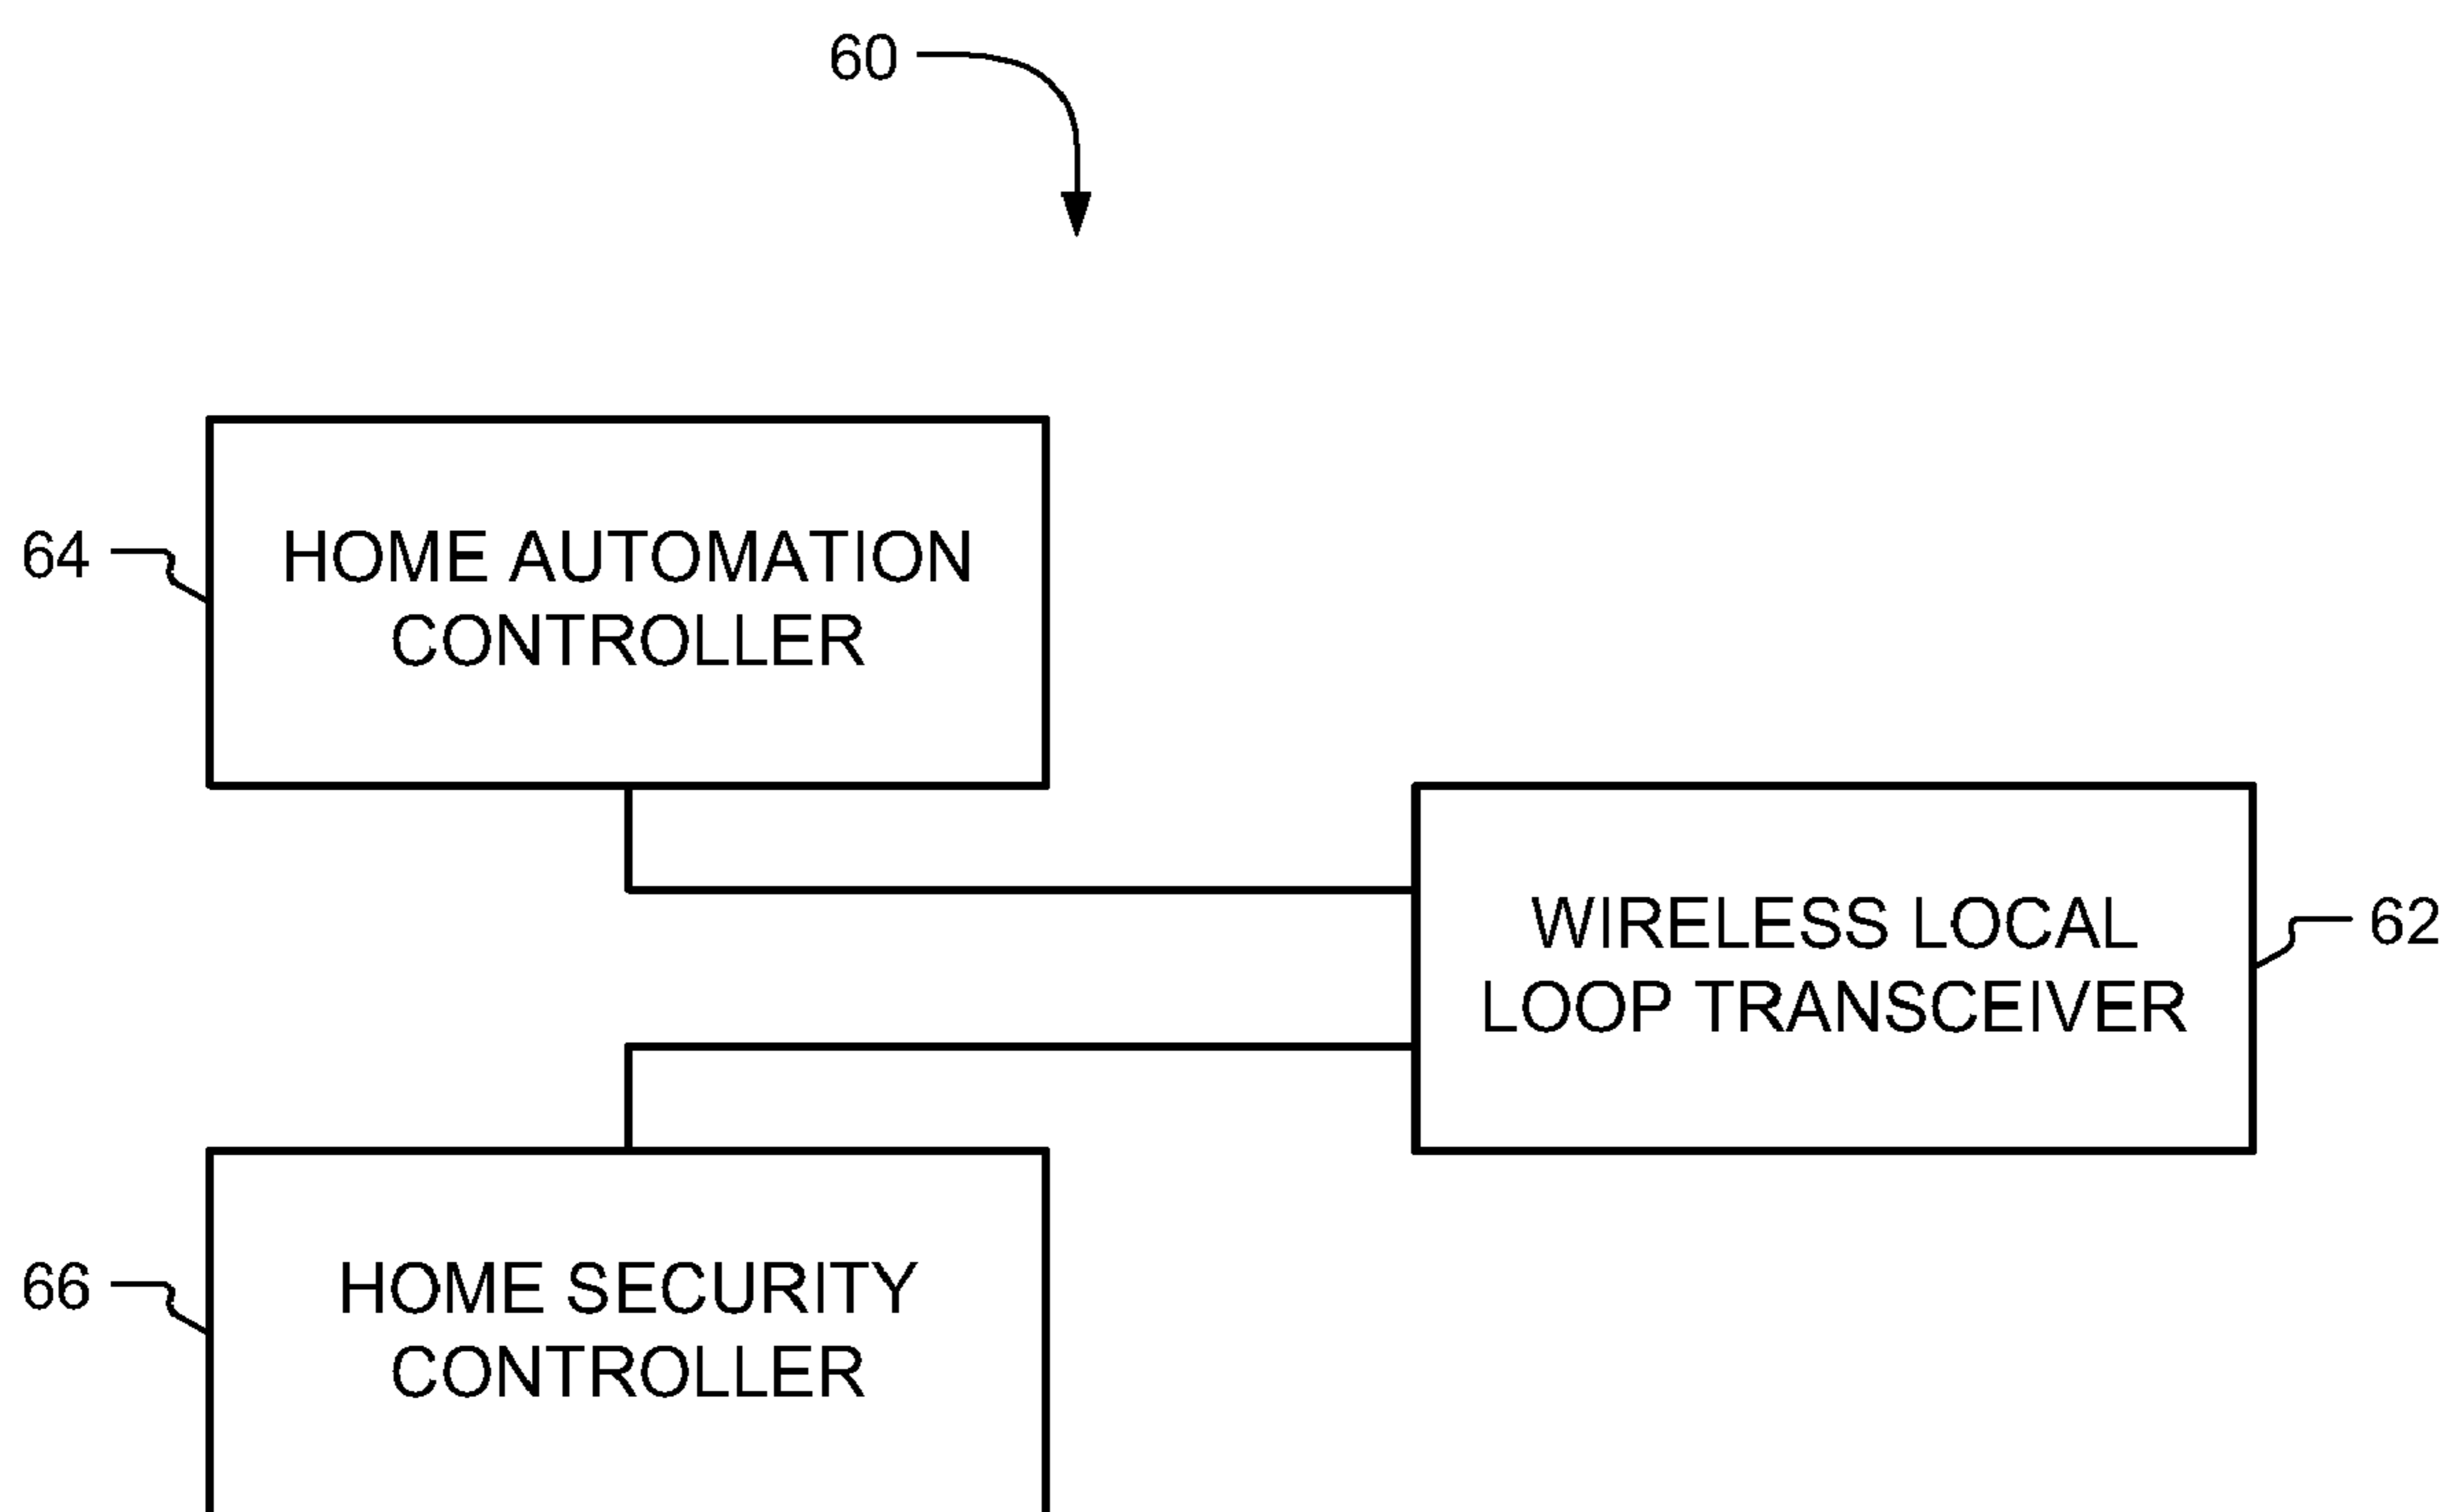 60
64
HOME AUTOMATION
CONTROLLER
WIRELESS LOCAL
LOOP TRANSCEIVER
62
66
HOME SECURITY
CONTROLLER